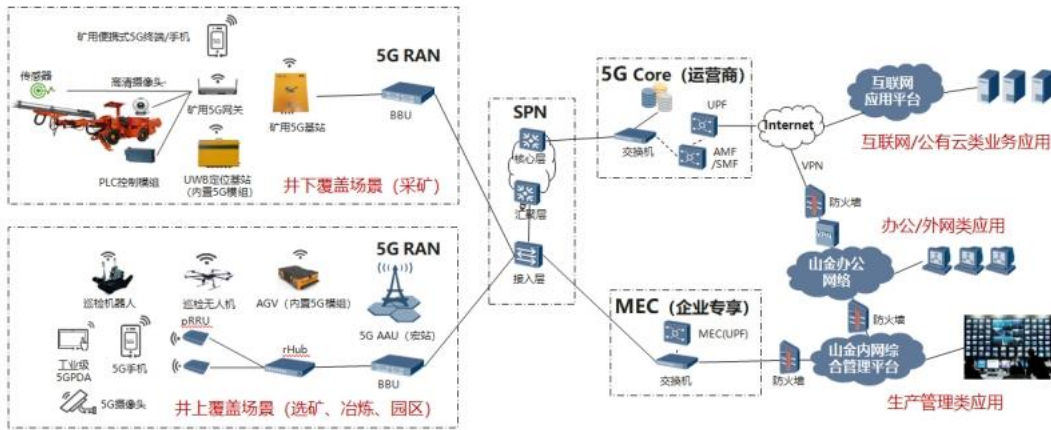 矿用便携式5G终端/手机
5G RAN
传感器
高清摄像头
矿用5G网关
矿用5G基站
BBU
PLC控制模组
UWB定位基站
(内置5G模组)
井下覆盖场景(采矿)
5G RAN
巡检机器人
巡检无人机
AGV(内置5G模组)
5G AAU(宏站)
pRRU
rHub
工业级
5GPDA
5G手机
BBU
5G摄像头
井上覆盖场景(选矿、冶炼、园区)
SPN
核心层
汇聚层
接入层
5G Core(运营商)
UPF
交换机
AMF
/SMF
MEC(企业专享)
MEC(UPF)
交换机
Internet
互联网
应用平台
互联网/公有云类业务应用
VPN
防火墙
VPN
办公/外网类应用
山金办公
网络
防火墙
防火墙
山金内网综
合管理平台
生产管理类应用